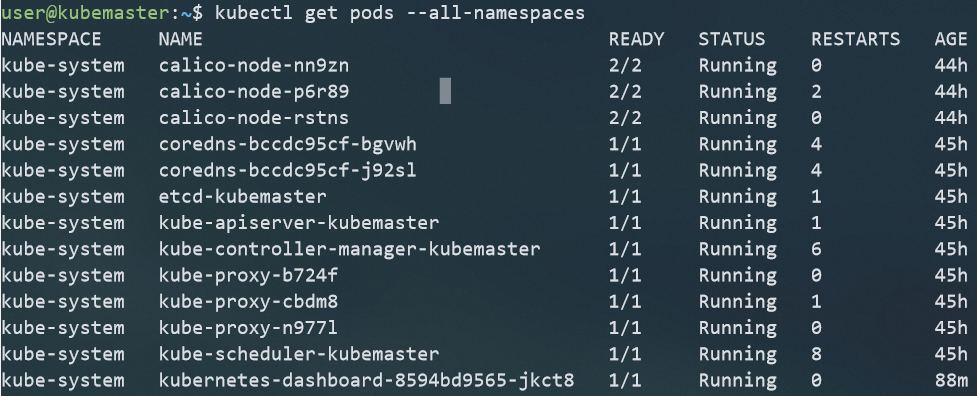 user@kubemaster:~$ kubectl get pods --all-namespaces
NAMESPACE NAME READY STATUS RESTARTS AGE
kube-system calico-node-nn9zn 2/2 Running 0 44h
kube-system calico-node-p6r89 2/2 Running 2 44h
kube-system calico-node-rstns 2/2 Running 0 44h
kube-system coredns-bccdc95cf-bgvwh 1/1 Running 4 45h
kube-system coredns-bccdc95cf-j92sl 1/1 Running 4 45h
kube-system etcd-kubemaster 1/1 Running 1 45h
kube-system kube-apiserver-kubemaster 1/1 Running 1 45h
kube-system kube-controller-manager-kubemaster 1/1 Running 6 45h
kube-system kube-proxy-b724f 1/1 Running 0 45h
kube-system kube-proxy-cbdm8 1/1 Running 1 45h
kube-system kube-proxy-n977l 1/1 Running 0 45h
kube-system kube-scheduler-kubemaster 1/1 Running 8 45h
kube-system kubernetes-dashboard-8594bd9565-jkct8 1/1 Running 0 88m